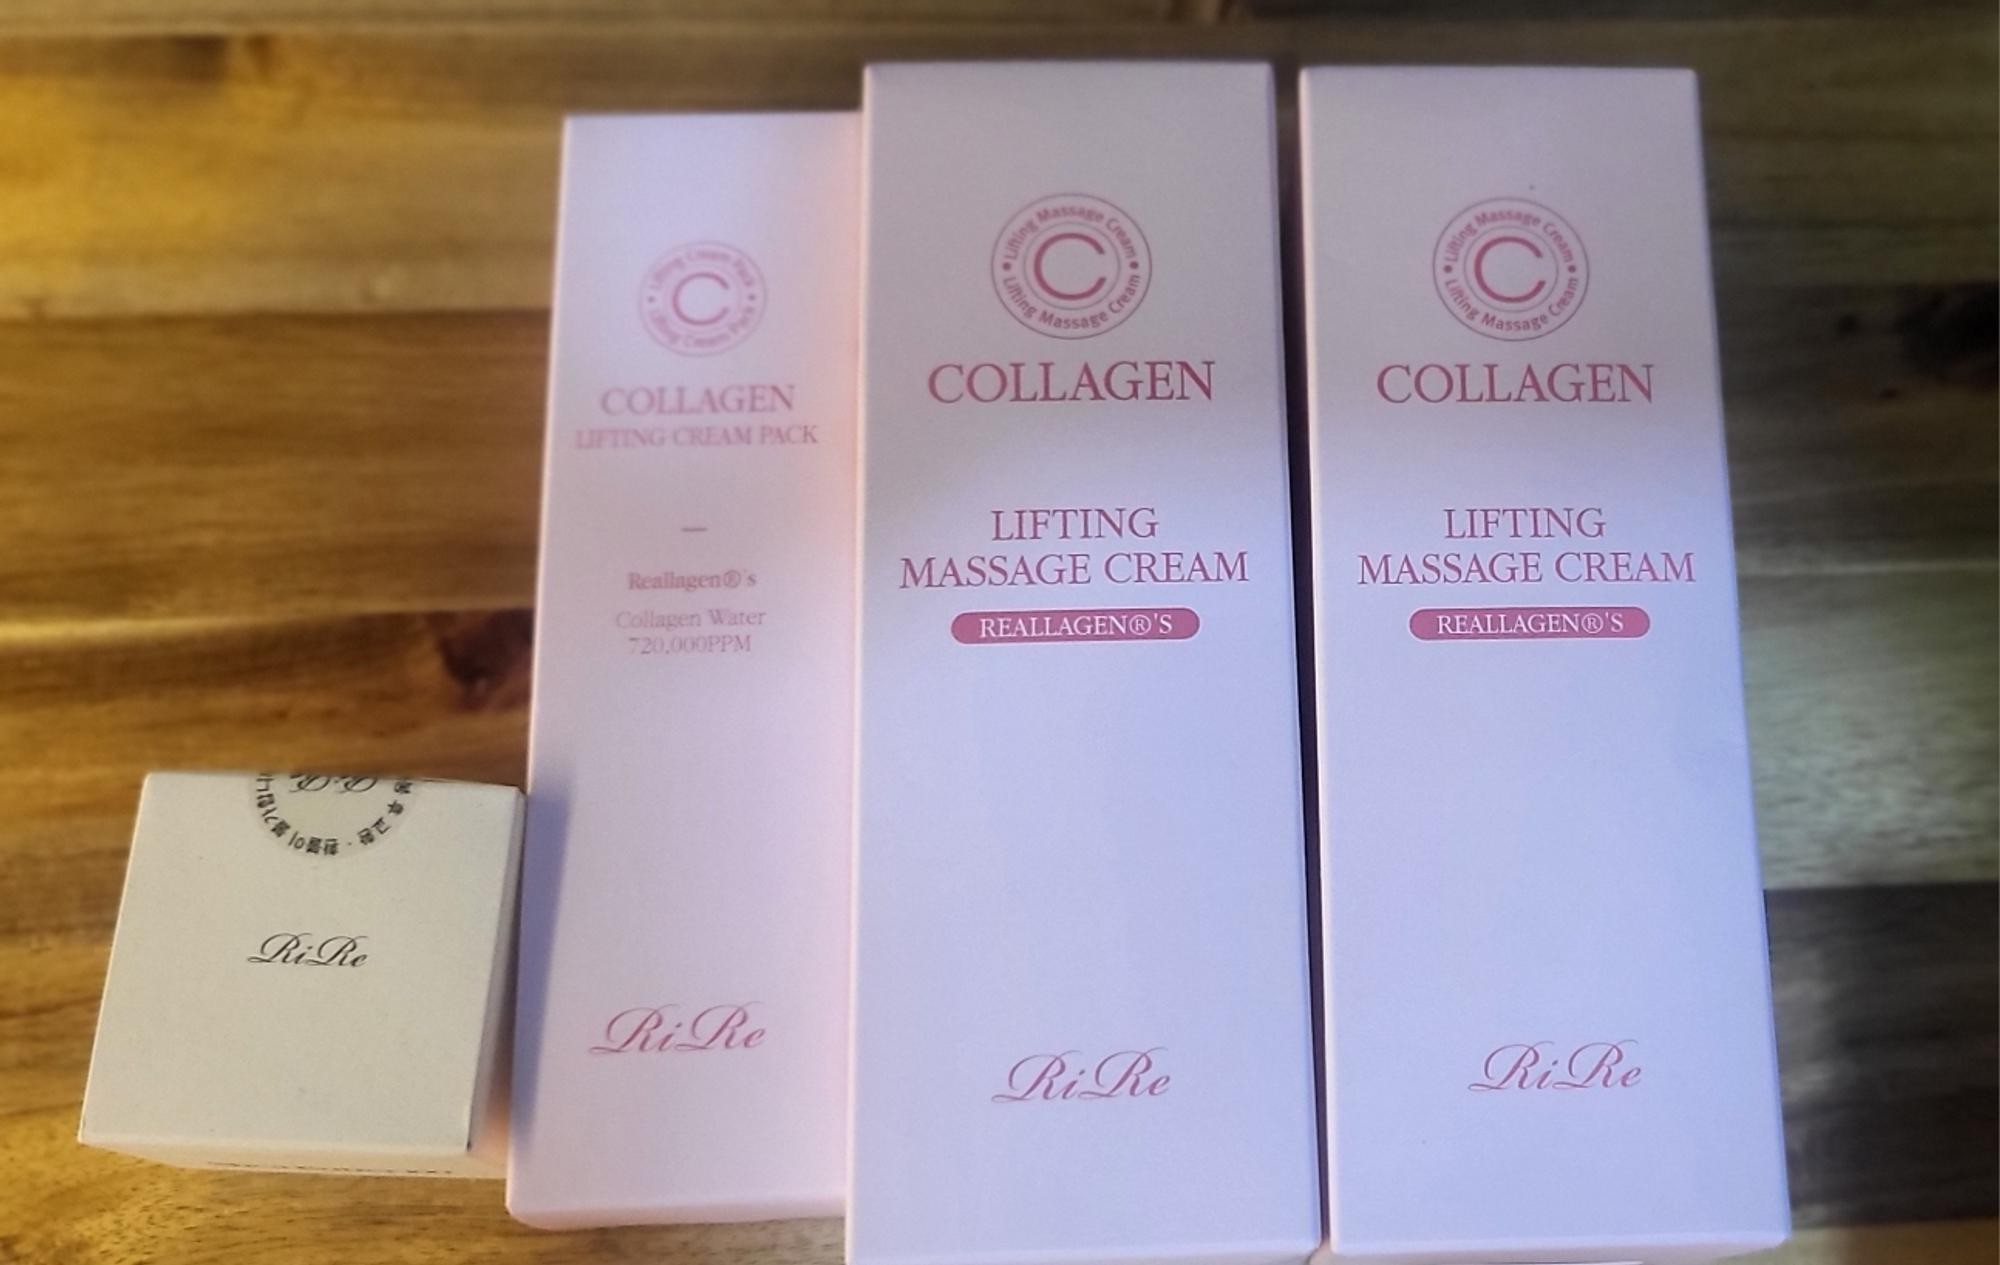 Lifting Cream Pack • Lifting Cream Pack •
C
COLLAGEN
LIFTING CREAM PACK
Reallagen®'s
Collagen Water
720,000PPM
RiRe
Lifting Massage Cream • Lifting Massage Cream •
C
COLLAGEN
LIFTING
MASSAGE CREAM
REALLAGEN®'S
RiRe
Lifting Massage Cream • Lifting Massage Cream •
C
COLLAGEN
LIFTING
MASSAGE CREAM
REALLAGEN®'S
RiRe
RiRe